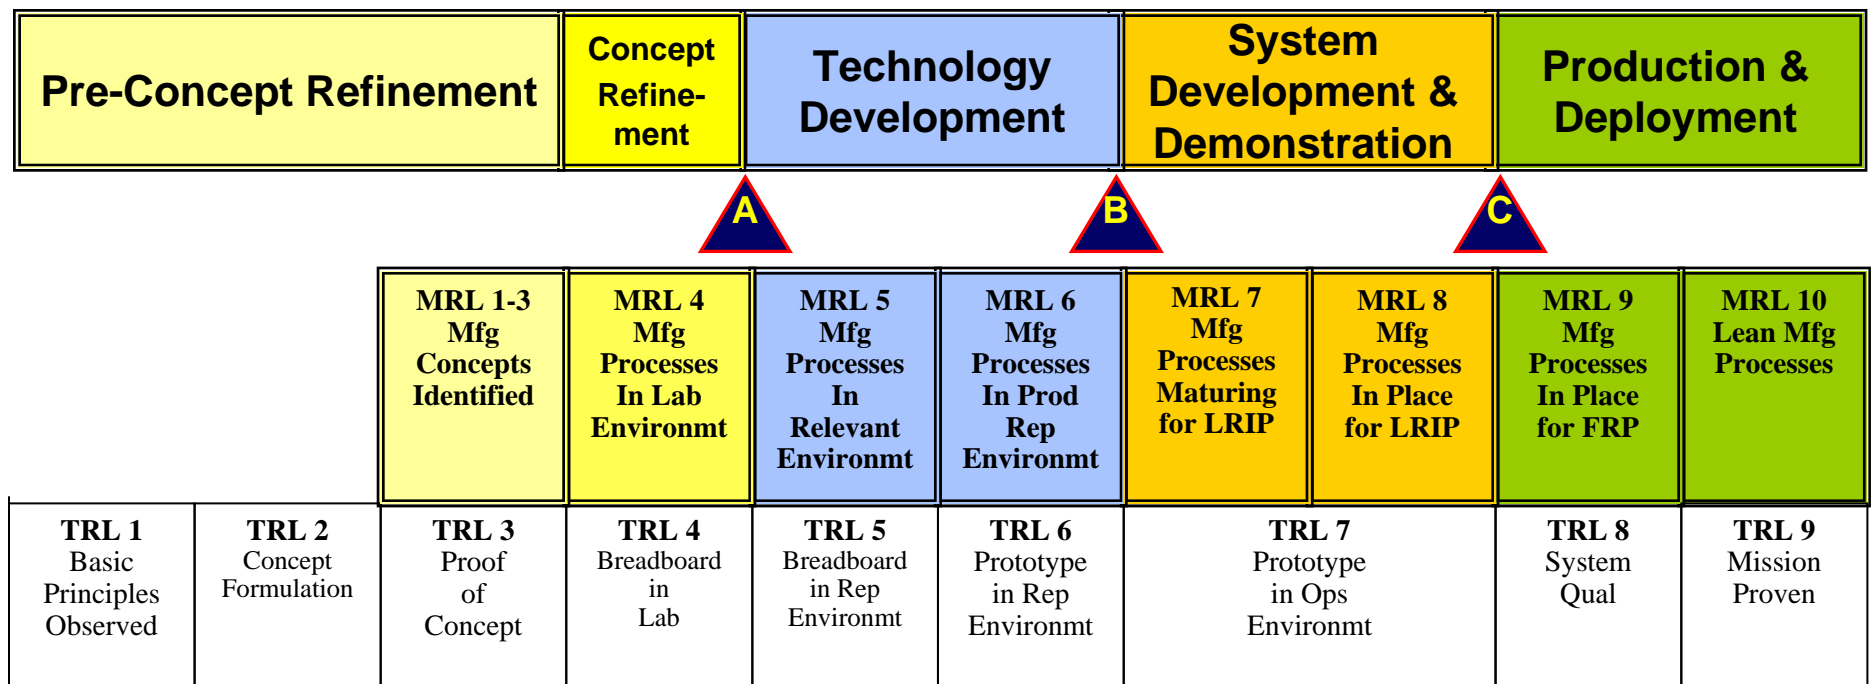 Pre-Concept Refinement
Concept
Refine-
ment
Technology
Development
System
Development &
Demonstration
Production &
Deployment
A
B
C
MRL 1-3
Mfg
Concepts
Identified
MRL 4
Mfg
Processes
In Lab
Environmt
MRL 5
Mfg
Processes
In
Relevant
Environmt
MRL 6
Mfg
Processes
In Prod
Rep
Environmt
MRL 7
Mfg
Processes
Maturing
for LRIP
MRL 8
Mfg
Processes
In Place
for LRIP
MRL 9
Mfg
Processes
In Place
for FRP
MRL 10
Lean Mfg
Processes
TRL 1
Basic
Principles
Observed
TRL 2
Concept
Formulation
TRL 3
Proof
of
Concept
TRL 4
Breadboard
in
Lab
TRL 5
Breadboard
in Rep
Environmt
TRL 6
Prototype
in Rep
Environmt
TRL 7
Prototype
in Ops
Environmt
TRL 8
System
Qual
TRL 9
Mission
Proven